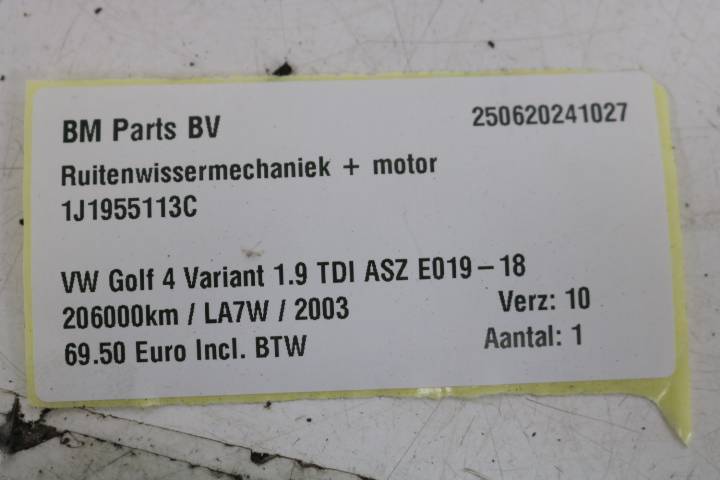 BM Parts BV 250620241027
Ruitenwissermechaniek + motor
1J1955113C
VW Golf 4 Variant 1.9 TDI ASZ E019-18
206000km / LA7W / 2003 Verz: 10
69.50 Euro Incl. BTW Aantal: 1